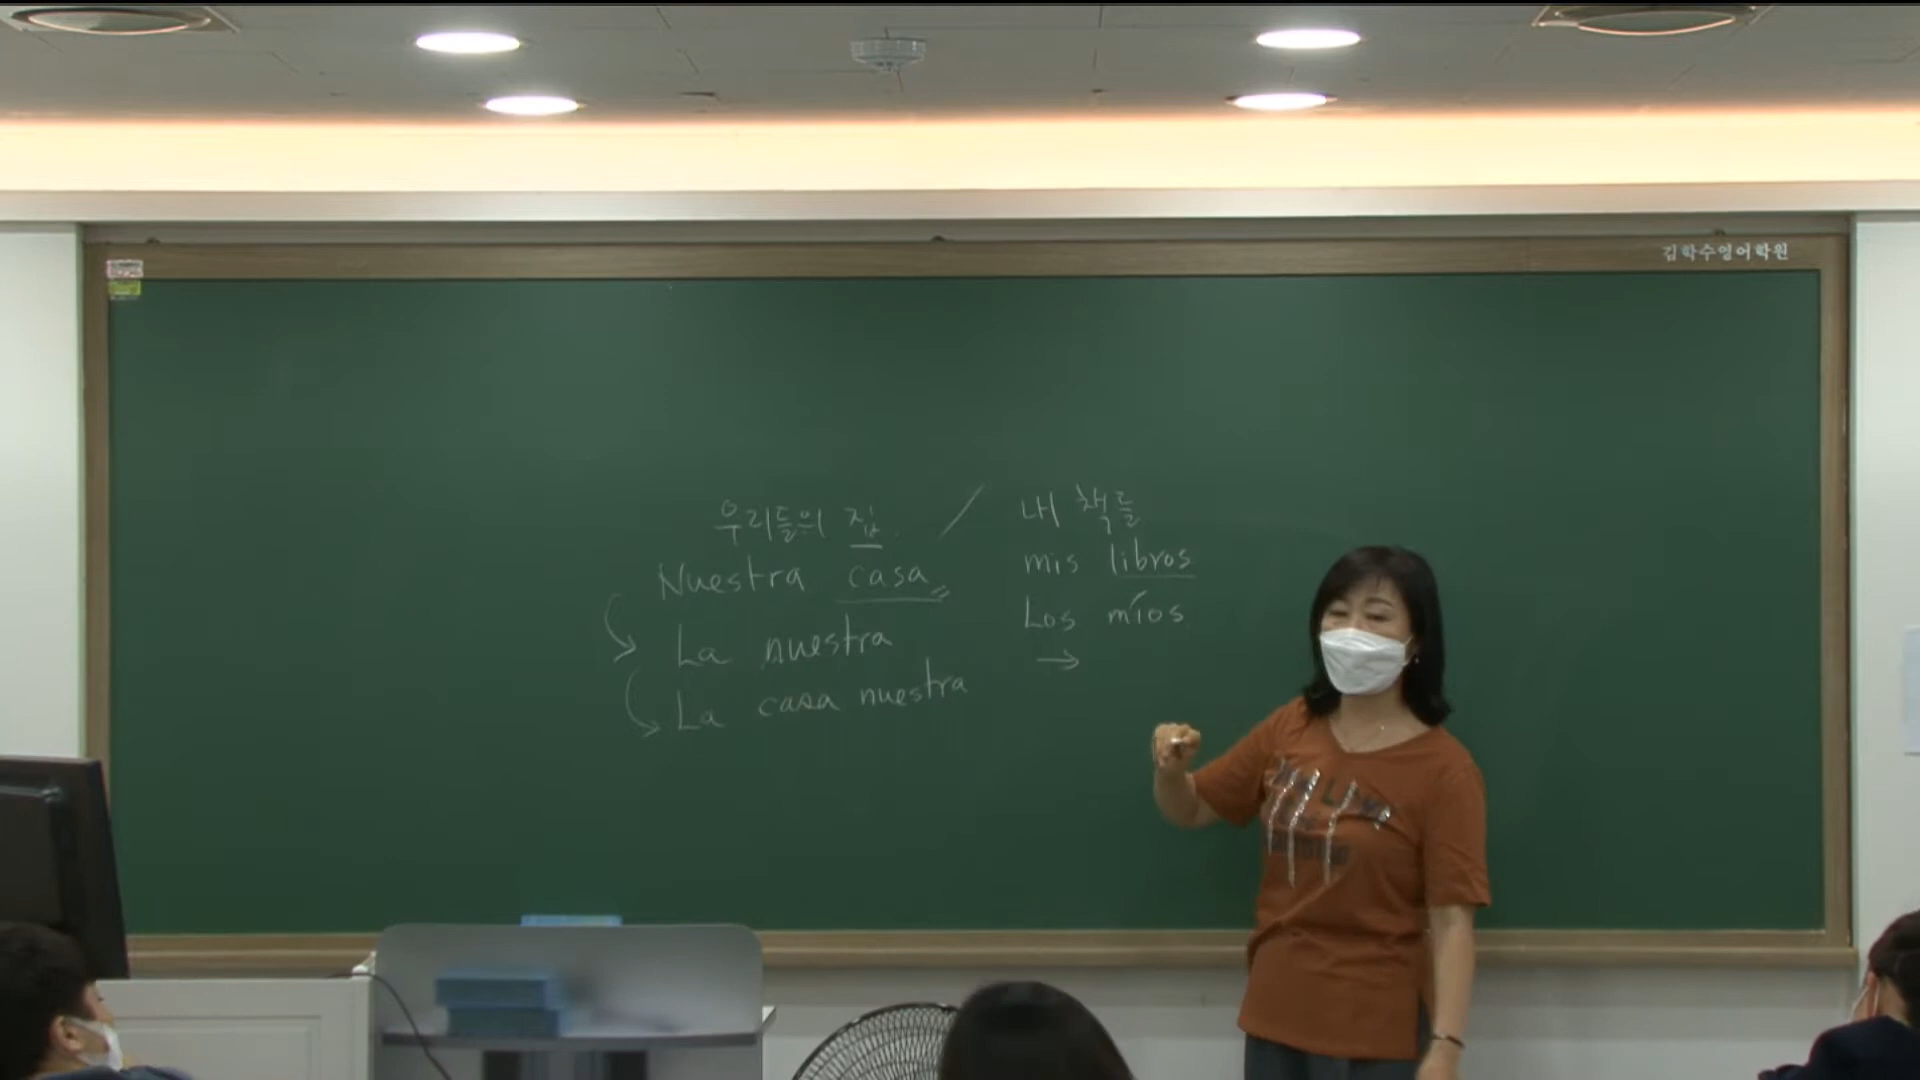 김학수영어학원
우리들의 집. / 내 책들
Nuestra casa
La nuestra
La casa nuestra
mis libros
Los míos
→